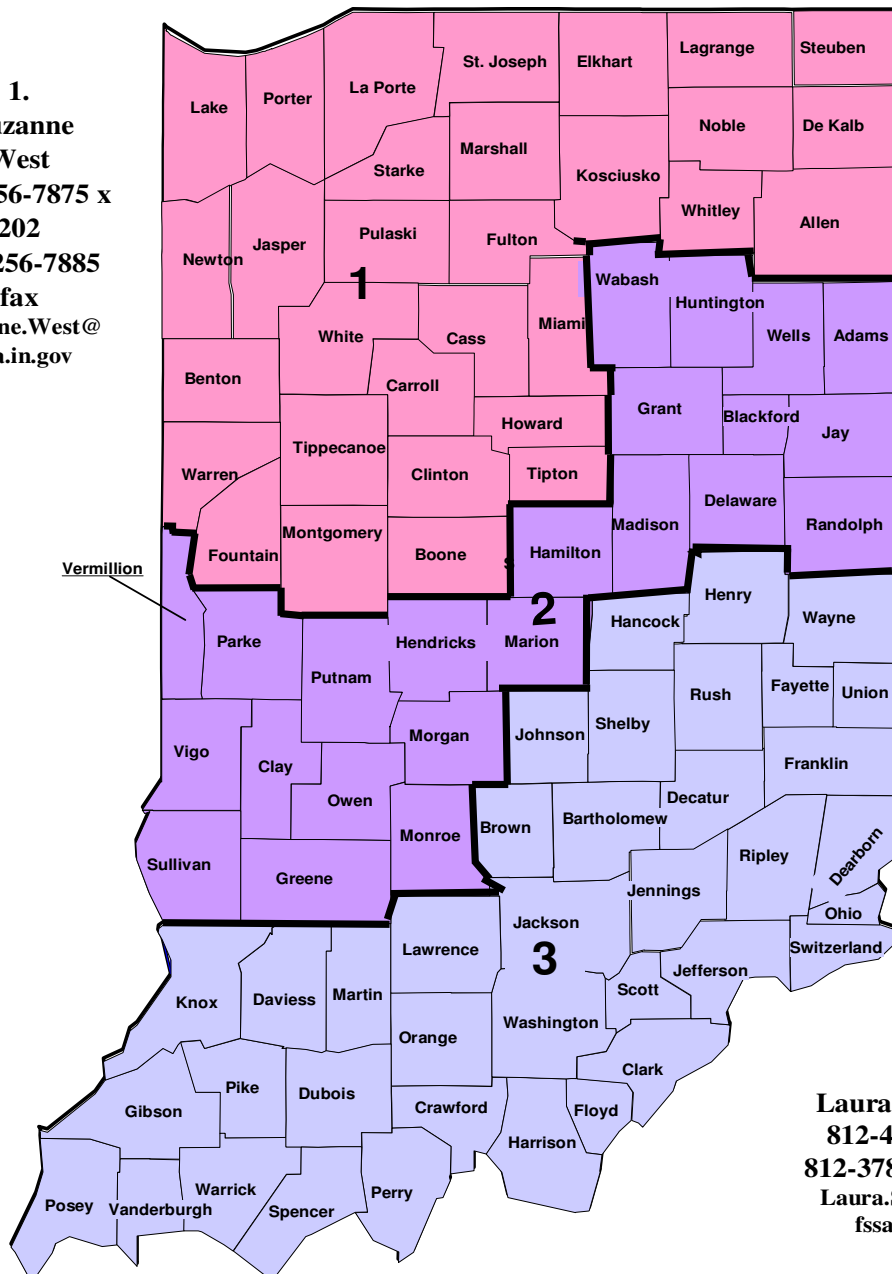 1.
West
56-7875 x
202
256-7885
fax
ne.West@
a.in.gov
Lake
Porter
La Porte
St. Joseph
Elkhart
Lagrange
Steuben
Noble
De Kalb
Starke
Marshall
Kosciusko
Whitley
Allen
Newton
Jasper
Pulaski
Fulton
1
Wabash
Huntington
White
Cass
Miami
Wells
Adams
Benton
Carroll
Grant
Blackford
Jay
Howard
Tippecanoe
Warren
Clinton
Tipton
Delaware
Randolph
Madison
Montgomery
Fountain
Boone
s
Hamilton
Vermillion
2
Henry
Hancock
Wayne
Parke
Hendricks
Marion
Putnam
Rush
Fayette
Union
Vigo
Clay
Morgan
Johnson
Shelby
Franklin
Owen
Monroe
Brown
Bartholomew
Decatur
Sullivan
Greene
Ripley
Dearborn
Jennings
Ohio
Jackson
Lawrence
3
Switzerland
Jefferson
Knox
Daviess
Martin
Scott
Washington
Orange
Clark
Pike
Dubois
Gibson
Crawford
Floyd
Harrison
Posey
Vanderburgh
Warrick
Spencer
Perry
Laura
812-4
812-378
Laura.
fssa